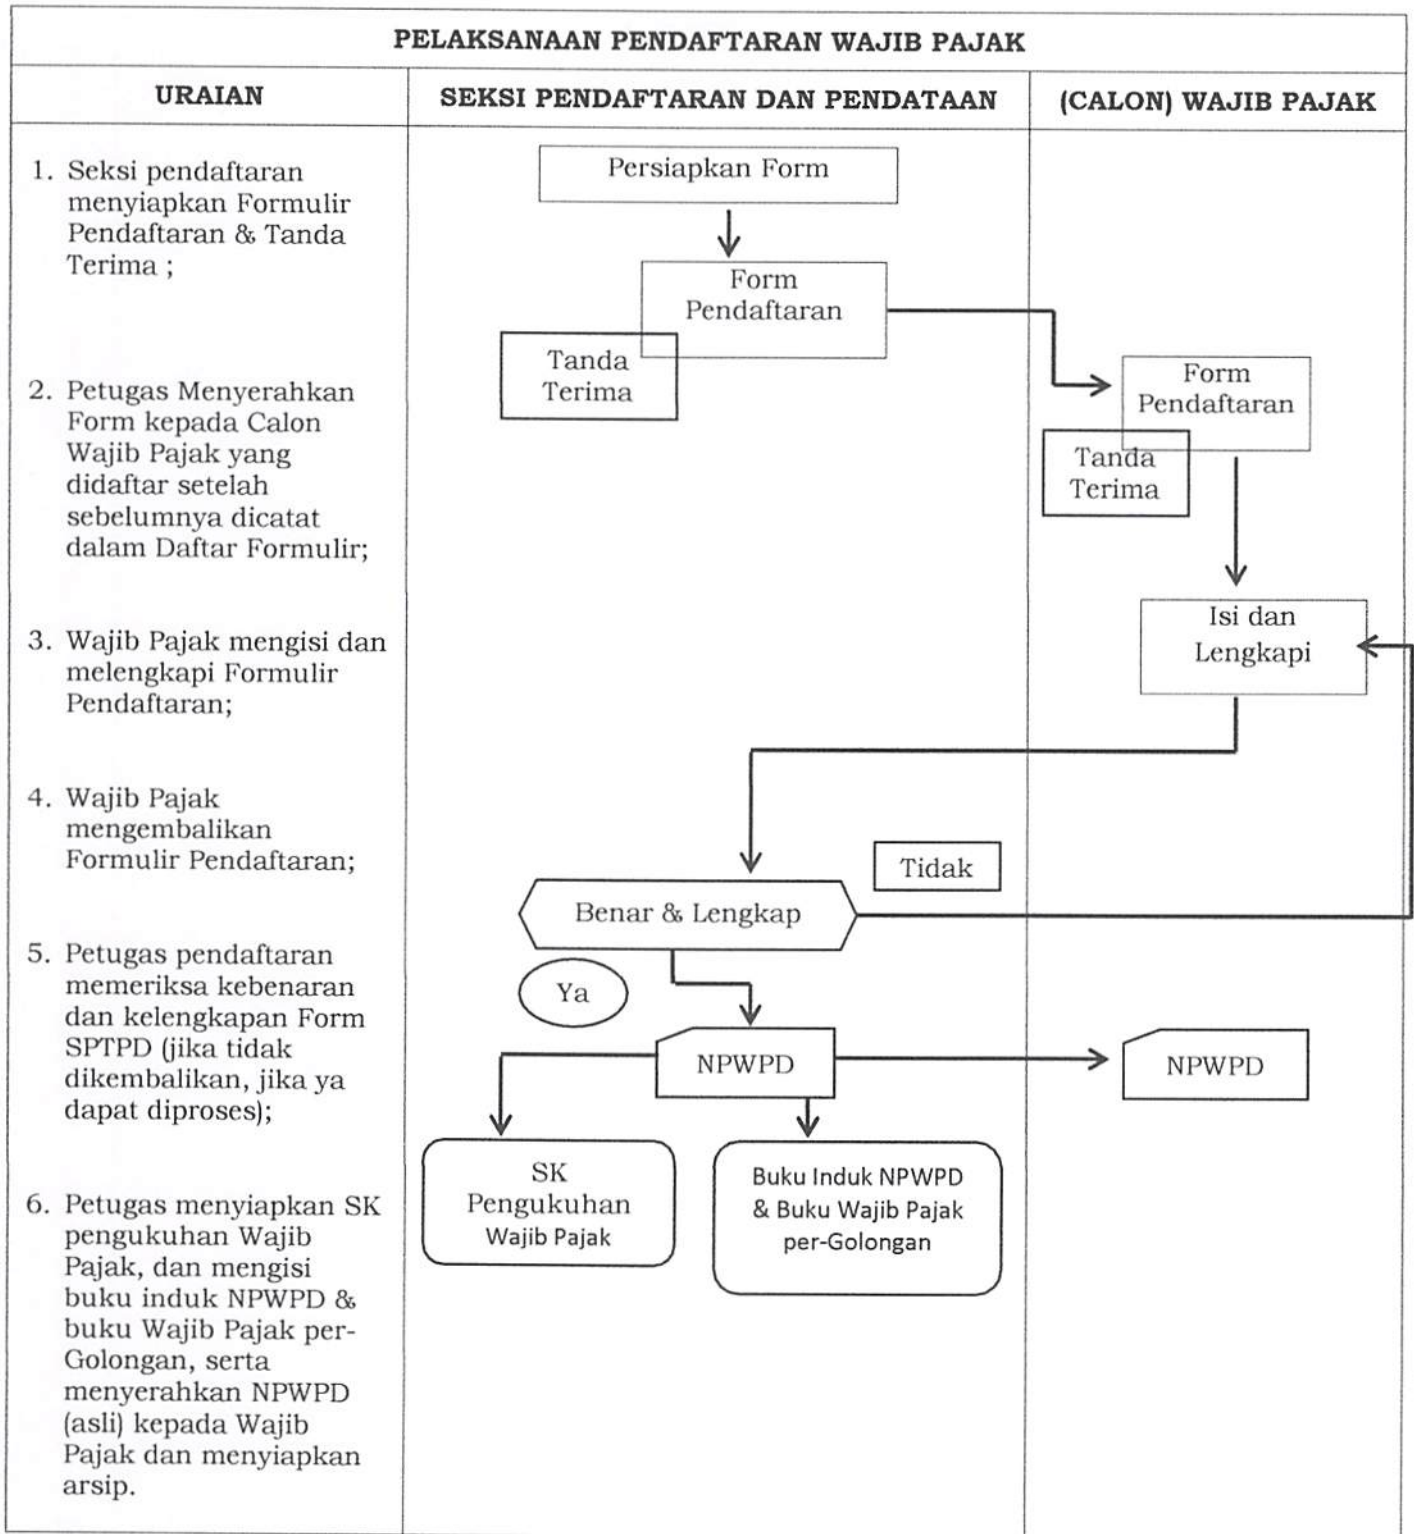 PELAKSANAAN PENDAFTARAN WAJIB PAJAK
URAIAN
SEKSI PENDAFTARAN DAN PENDATAAN
(CALON) WAJIB PAJAK
1. Seksi pendaftaran
menyiapkan Formulir
Pendaftaran & Tanda
Terima ;
2. Petugas Menyerahkan
Form kepada Calon
Wajib Pajak yang
didaftar setelah
sebelumnya dicatat
dalam Daftar Formulir;
3. Wajib Pajak mengisi dan
melengkapi Formulir
Pendaftaran;
4. Wajib Pajak
mengembalikan
Formulir Pendaftaran;
5. Petugas pendaftaran
memeriksa kebenaran
dan kelengkapan Form
SPTPD (jika tidak
dikembalikan, jika ya
dapat diproses);
6. Petugas menyiapkan SK
pengukuhan Wajib
Pajak, dan mengisi
buku induk NPWPD &
buku Wajib Pajak per-
Golongan, serta
menyerahkan NPWPD
(asli) kepada Wajib
Pajak dan menyiapkan
arsip.
Persiapkan Form
Form
Pendaftaran
Tanda
Terima
Form
Pendaftaran
Tanda
Terima
Isi dan
Lengkapi
Tidak
Benar & Lengkap
Ya
NPWPD
NPWPD
SK
Pengukuhan
Wajib Pajak
Buku Induk NPWPD
& Buku Wajib Pajak
per-Golongan